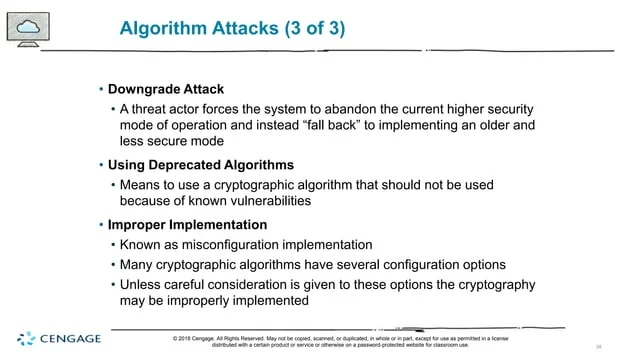 Algorithm Attacks (3 of 3)
• Downgrade Attack
• A threat actor forces the system to abandon the current higher security
mode of operation and instead “fall back” to implementing an older and
less secure mode
• Using Deprecated Algorithms
• Means to use a cryptographic algorithm that should not be used
because of known vulnerabilities
• Improper Implementation
• Known as misconfiguration implementation
• Many cryptographic algorithms have several configuration options
• Unless careful consideration is given to these options the cryptography
may be improperly implemented
CENGAGE
© 2018 Cengage. All Rights Reserved. May not be copied, scanned, or duplicated, in whole or in part, except for use as permitted in a license
distributed with a certain product or service or otherwise on a password-protected website for classroom use.